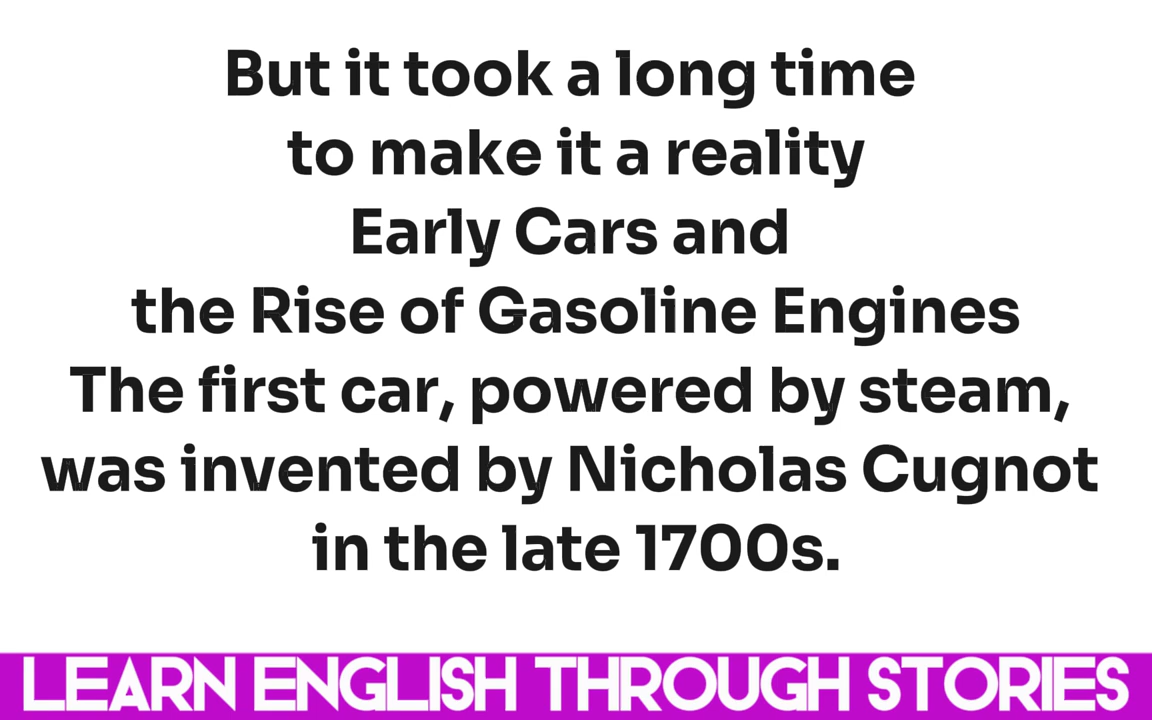 But it took a long time
to make it a reality
Early Cars and
the Rise of Gasoline Engines
The first car, powered by steam,
was invented by Nicholas Cugnot
in the late 1700s.
LEARN ENGLISH THROUGH STORIES